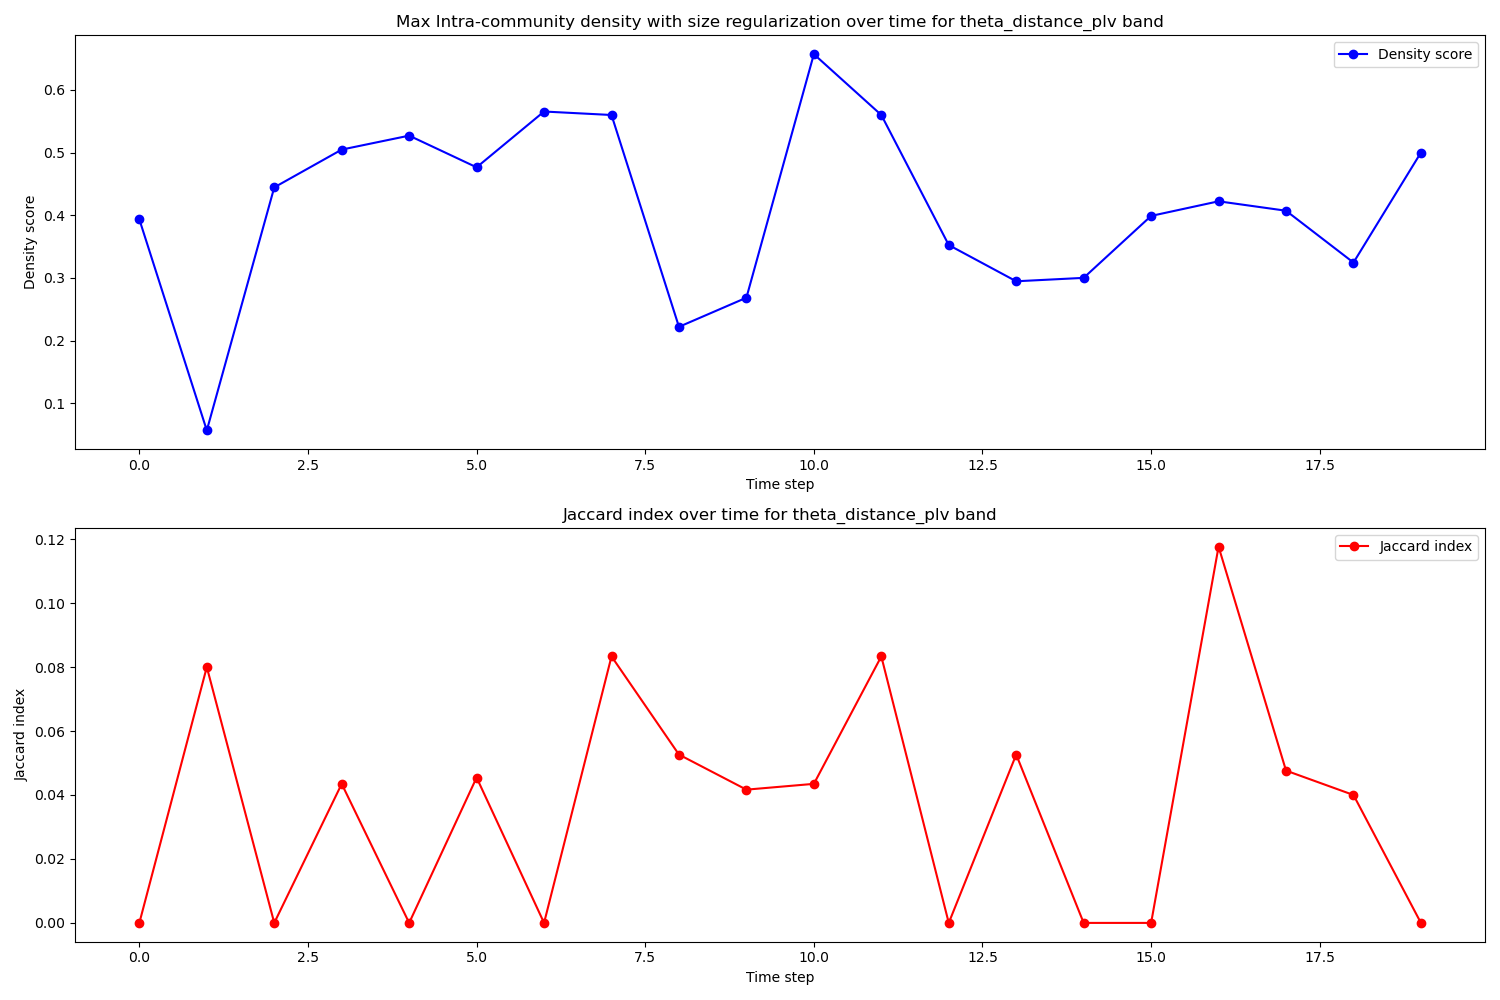 Max Intra-community density with size regularization over time for theta_distance_plv band
Density score
0.6
0.5
0.4
0.3
0.2
0.1
Density score
0.0 2.5 5.0 7.5 10.0 12.5 15.0 17.5
Time step
Jaccard index over time for theta_distance_plv band
Jaccard index
0.12
0.10
0.08
0.06
0.04
0.02
0.00
Jaccard index
0.0 2.5 5.0 7.5 10.0 12.5 15.0 17.5
Time step